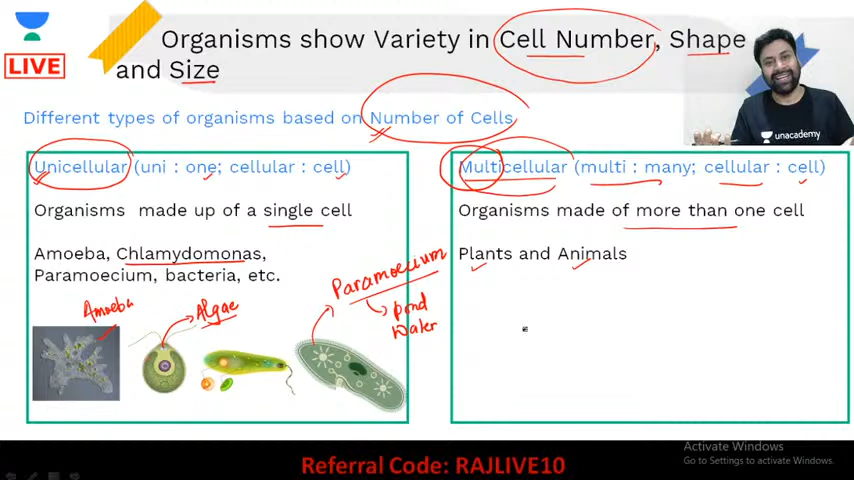 Organisms show Variety in Cell Number, Shape
and Size
LIVE
Different types of organisms based on Number of Cells
unacademy
Unicellular (uni : one; cellular : cell)
Organisms made up of a single cell
Amoeba, Chlamydomonas,
Paramoecium, bacteria, etc.
Amoeba
Algae
Paramoecium
pond
water
Multicellular (multi : many; cellular : cell)
Organisms made of more than one cell
Plants and Animals
Activate Windows
Go to Settings to activate Windows.
Referral Code: RAJLIVE10